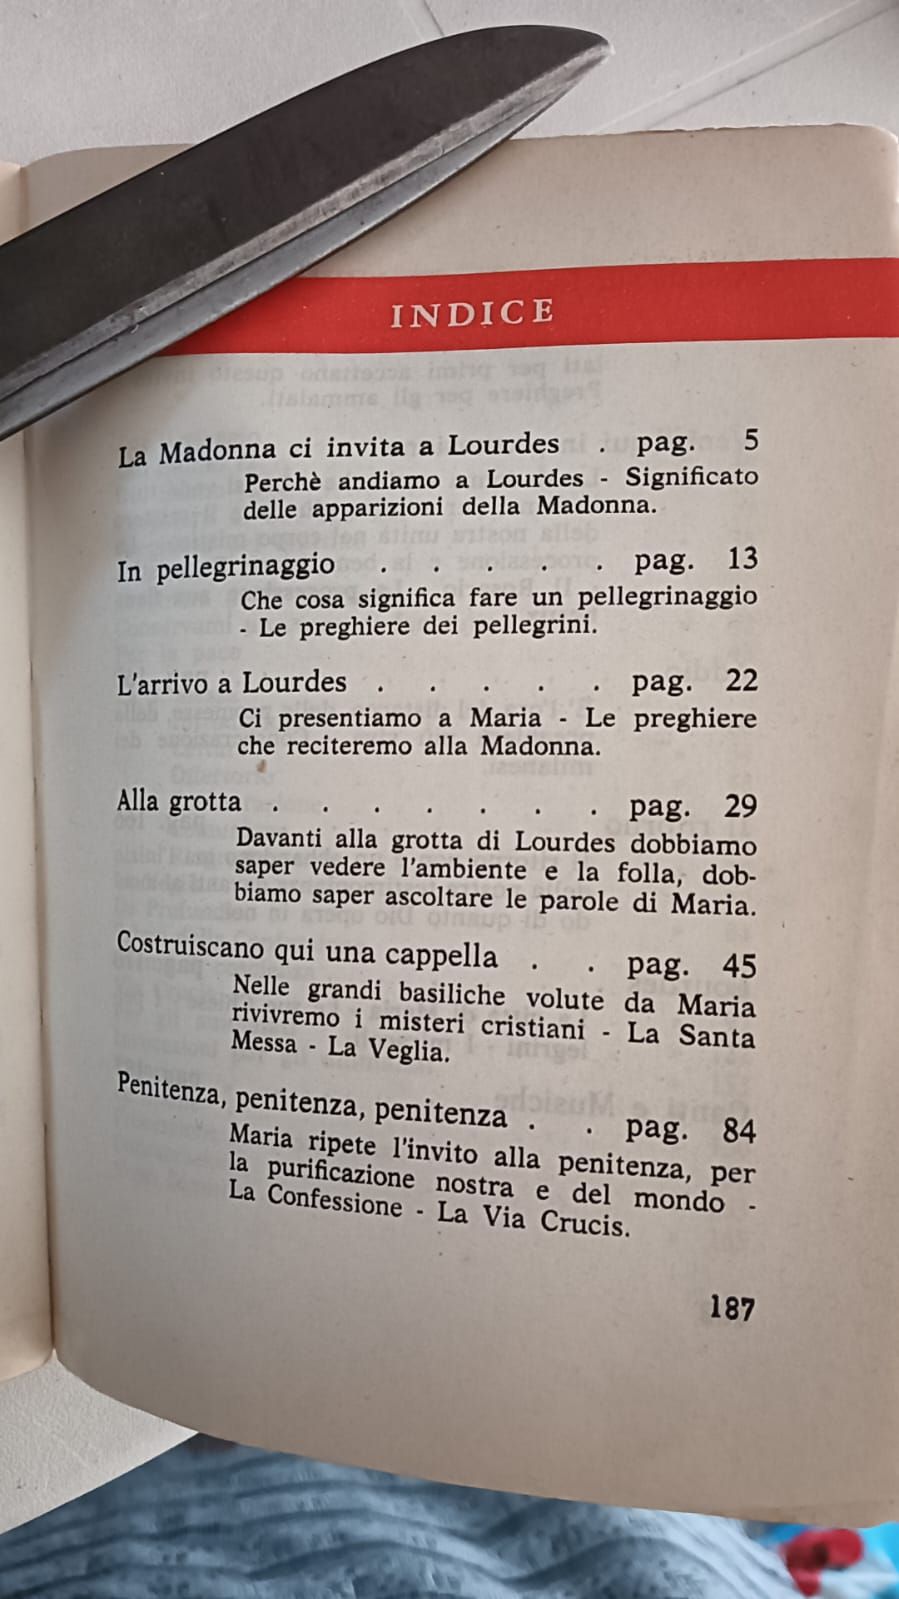 INDICE
La Madonna ci invita a Lourdes . pag. 5
Perchè andiamo a Lourdes - Significato
delle apparizioni della Madonna.
In pellegrinaggio . . . . . pag. 13
Che cosa significa fare un pellegrinaggio
- Le preghiere dei pellegrini.
L'arrivo a Lourdes . . . . . pag. 22
Ci presentiamo a Maria - Le preghiere
che reciteremo alla Madonna.
Alla grotta . . . . . . . pag. 29
Davanti alla grotta di Lourdes dobbiamo
saper vedere l'ambiente e la folla, dob-
biamo saper ascoltare le parole di Maria.
Costruiscano qui una cappella . . pag. 45
Nelle grandi basiliche volute da Maria
rivivremo i misteri cristiani - La Santa
Messa - La Veglia.
Penitenza, penitenza, penitenza . . pag. 84
Maria ripete l'invito alla penitenza, per
la purificazione nostra e del mondo -
La Confessione - La Via Crucis.
187